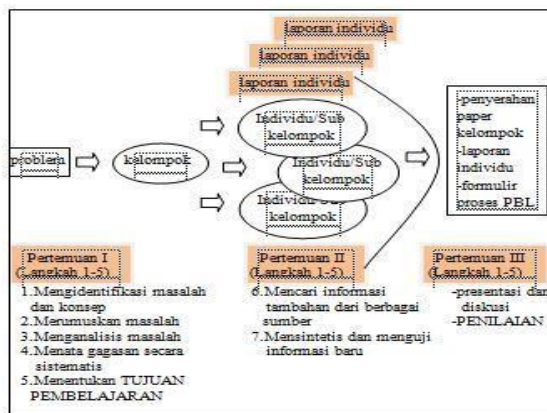 laporan individu
laporan individu
laporan individu
Individu/Sub
kelompok
problem
kelompok
Individu/Sub
kelompok
Individu/Sub
kelompok
-penyerahan
paper
kelompok
-laporan
individu
-formulir
proses PBL
Pertemuan I
(Langkah 1-5)
1.Mengidentifikasi masalah
dan konsep
2.Merumuskan masalah
3.Menganalisis masalah
4.Menata gagasan secara
sistematis
5.Menentukan TUJUAN
PEMBELAJARAN
Pertemuan II
(Langkah 1-5)
6.Mencari informasi
tambahan dari berbagai
sumber
7.Mensintetis dan menguji
informasi baru
Pertemuan III
(Langkah 1-5)
-presentasi dan
diskusi
-PENILAIAN